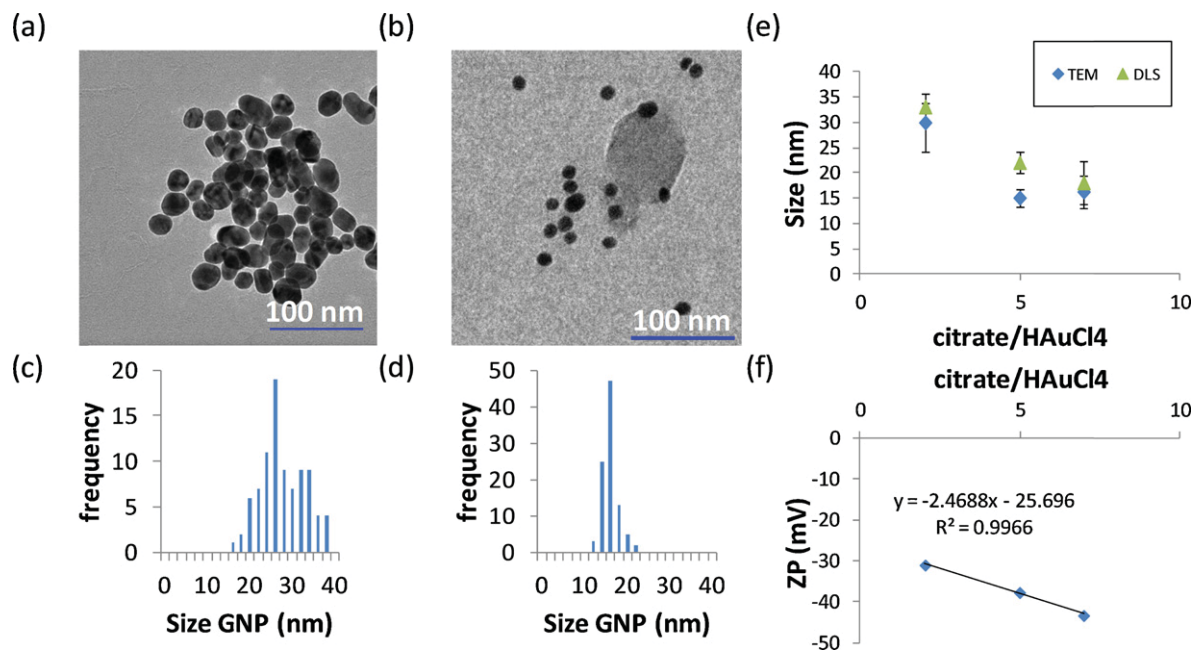 (a)
(b)
(e)
100 nm
100 nm
TEM
DLS
40
35
30
25
20
15
10
5
0
Size (nm)
0
5
10
citrate/HAuCl4
(c)
20
15
10
5
0
frequency
0
10
20
30
40
Size GNP (nm)
(d)
50
40
30
20
10
0
frequency
0
10
20
30
40
Size GNP (nm)
(f)
citrate/HAuCl4
0
5
10
0
-10
-20
-30
-40
-50
ZP (mV)
y = -2.4688x - 25.696
R² = 0.9966